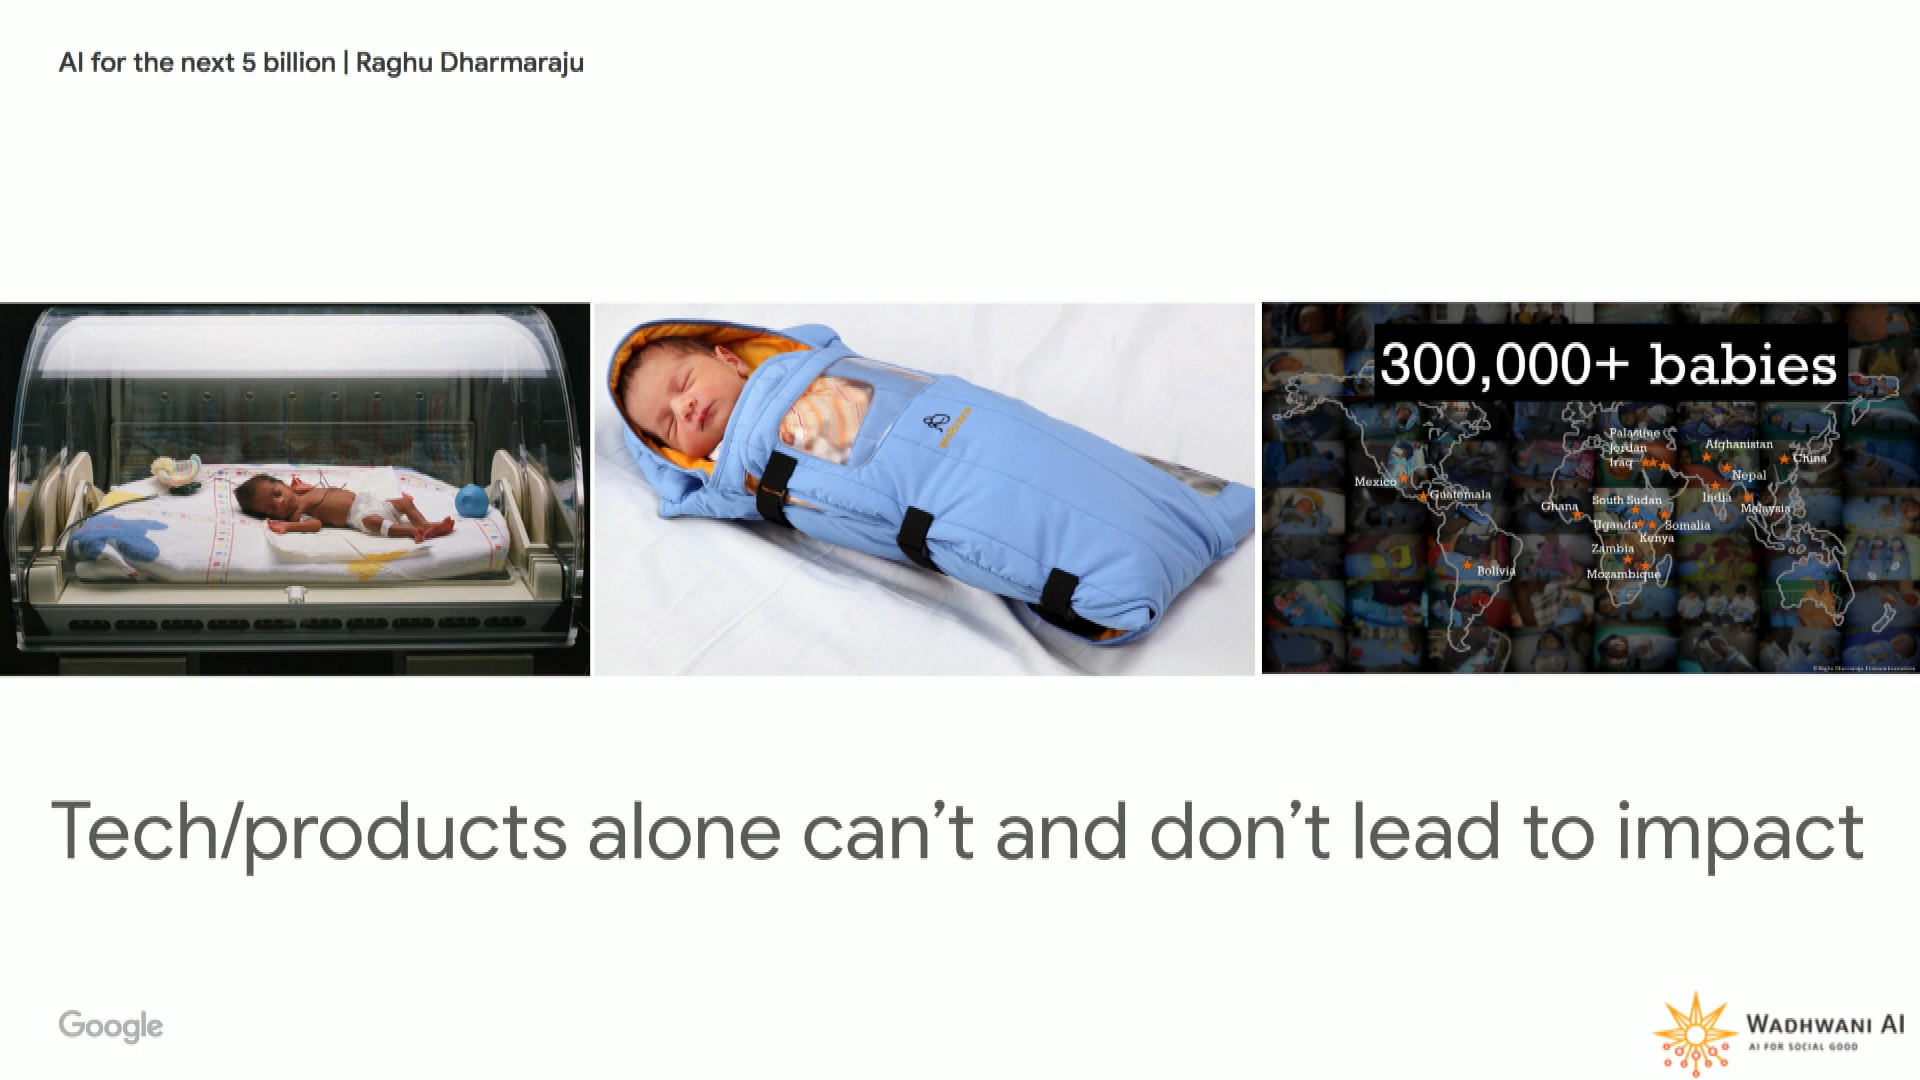 AI for the next 5 billion | Raghu Dharmaraju
300,000+ babies
Palestine
Jordan
Iraq
Afghanistan
China
Nepal
Mexico
Guatemala
South Sudan
India
Ghana
Malaysia
Uganda
Somalia
Kenya
Zambia
Bolivia
Mozambique
Tech/products alone can’t and don’t lead to impact
Google
WADHWANI AI
AI FOR SOCIAL GOOD